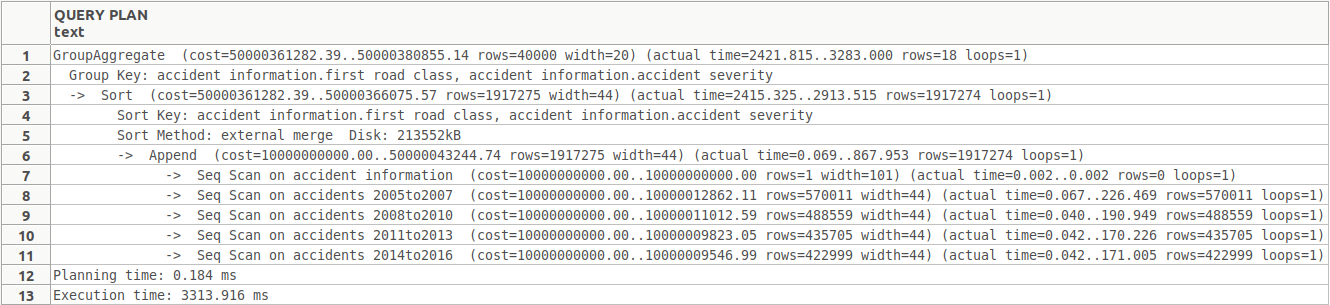 QUERY PLAN
text
1 GroupAggregate (cost=50000361282.39..50000380855.14 rows=40000 width=20) (actual time=2421.815..3283.000 rows=18 loops=1)
2 Group Key: accident information.first road class, accident information.accident severity
3 -> Sort (cost=50000361282.39..50000366075.57 rows=1917275 width=44) (actual time=2415.325..2913.515 rows=1917274 loops=1)
4 Sort Key: accident information.first road class, accident information.accident severity
5 Sort Method: external merge Disk: 213552kB
6 -> Append (cost=10000000000.00..50000043244.74 rows=1917275 width=44) (actual time=0.069..867.953 rows=1917274 loops=1)
7 -> Seq Scan on accident information (cost=10000000000.00..10000000000.00 rows=1 width=101) (actual time=0.002..0.002 rows=0 loops=1)
8 -> Seq Scan on accidents 2005to2007 (cost=10000000000.00..10000012862.11 rows=570011 width=44) (actual time=0.067..226.469 rows=570011 loops=1)
9 -> Seq Scan on accidents 2008to2010 (cost=10000000000.00..10000011012.59 rows=488559 width=44) (actual time=0.040..190.949 rows=488559 loops=1)
10 -> Seq Scan on accidents 2011to2013 (cost=10000000000.00..10000009823.05 rows=435705 width=44) (actual time=0.042..170.226 rows=435705 loops=1)
11 -> Seq Scan on accidents 2014to2016 (cost=10000000000.00..10000009546.99 rows=422999 width=44) (actual time=0.042..171.005 rows=422999 loops=1)
12 Planning time: 0.184 ms
13 Execution time: 3313.916 ms